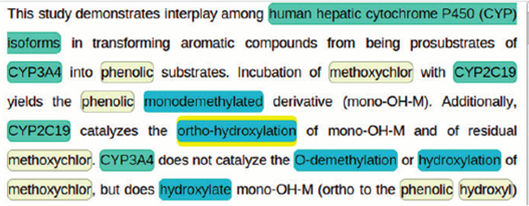 This study demonstrates interplay among human hepatic cytochrome P450 (CYP)
isoforms in transforming aromatic compounds from being prosubstrates of
CYP3A4 into phenolic substrates. Incubation of methoxychlor with CYP2C19
yields the phenolic monodemethylated derivative (mono-OH-M). Additionally,
CYP2C19 catalyzes the ortho-hydroxylation of mono-OH-M and of residual
methoxychlor. CYP3A4 does not catalyze the O-demethylation or hydroxylation of
methoxychlor, but does hydroxylate mono-OH-M (ortho to the phenolic hydroxyl)